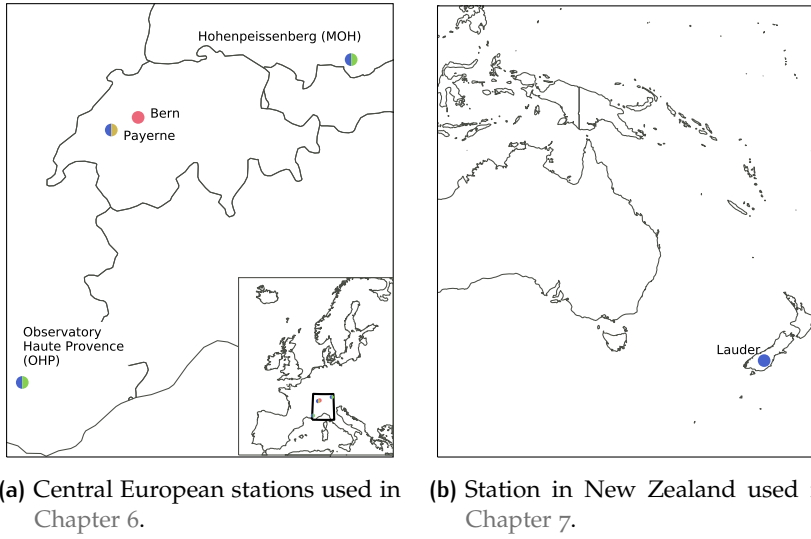 Hohenpeissenberg (MOH)
Bern
Payerne
Observatory
Haute Provence
(OHP)
Lauder
(a) Central European stations used in
Chapter 6.
(b) Station in New Zealand used
Chapter 7.